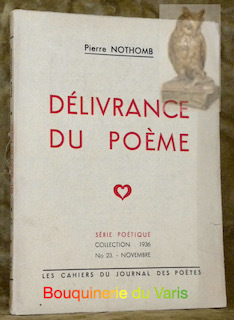 Pierre NOTHOMB
DÉLIVRANCE
DU POÈME
SÉRIE POÉTIQUE
COLLECTION 1936
No 23. - NOVEMBRE
LES CAHIERS DU JOURNAL DES POÈTES
Bouquinerie du Varis